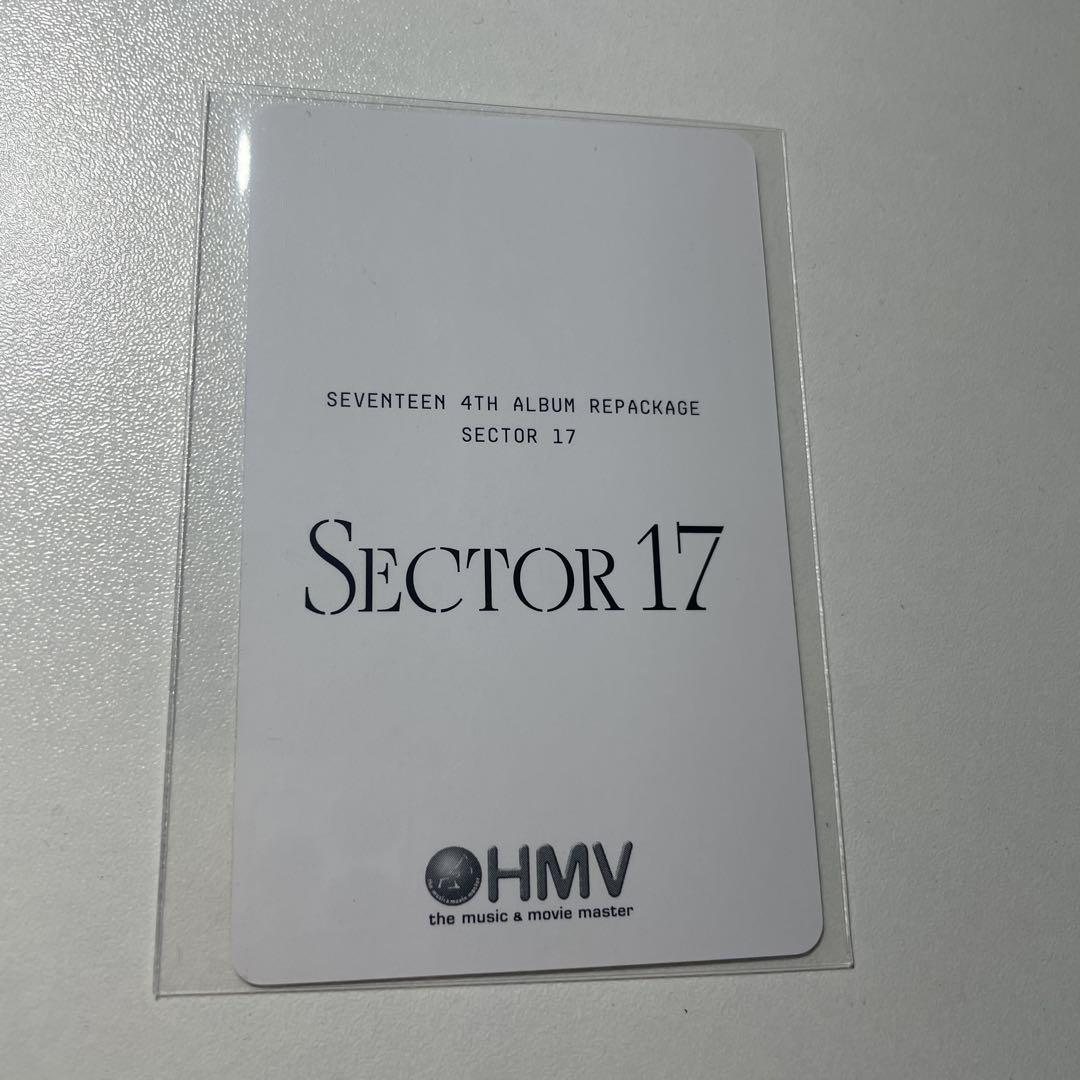 SEVENTEEN 4TH ALBUM REPACKAGE
SECTOR 17
SECTOR 17
HMV
the music & movie master